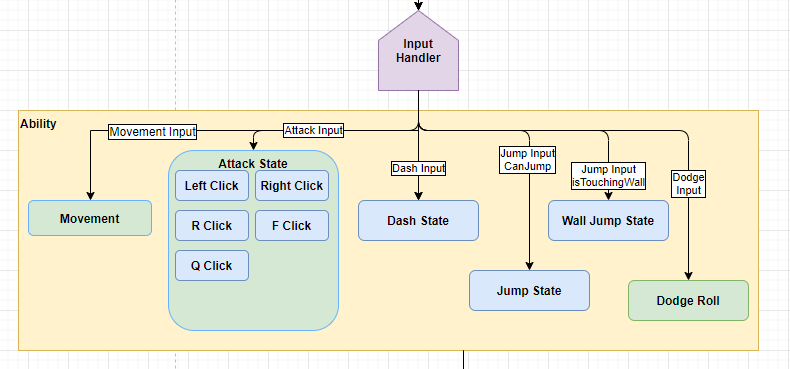 Input
Handler
Ability
Movement Input
Attack Input
Dash Input
Jump Input
CanJump
Jump Input
isTouchingWall
Dodge
Input
Attack State
Left Click
Right Click
R Click
F Click
Q Click
Movement
Dash State
Wall Jump State
Jump State
Dodge Roll